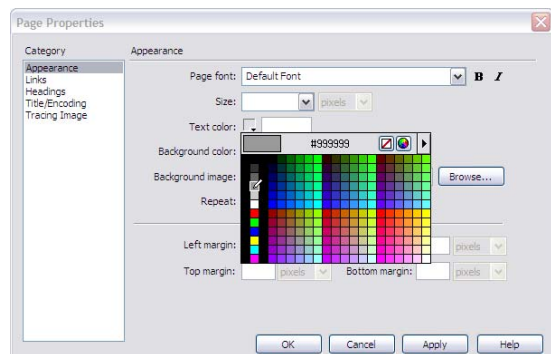 Page Properties
Category
Appearance
Appearance
Links
Headings
Title/Encoding
Tracing Image
Page font: Default Font B I
Size: pixels
Text color:
#999999
Background color:
Background image: Browse...
Repeat:
Left margin: pixels
Top margin: pixels Bottom margin: pixels
OK Cancel Apply Help